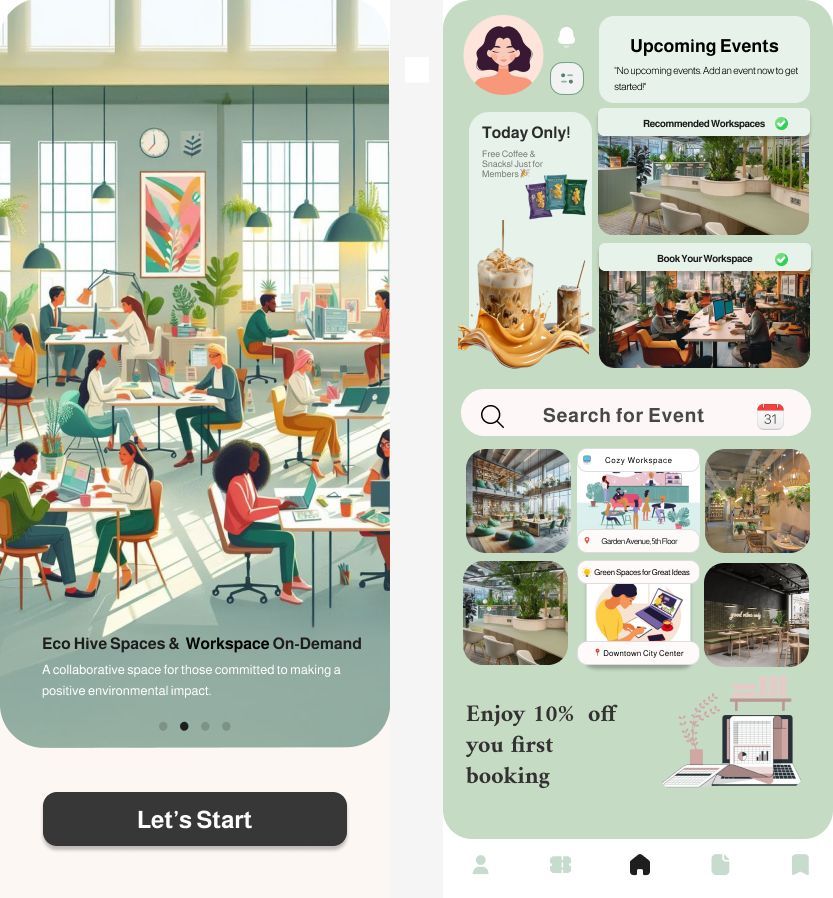 Eco Hive Spaces & Workspace On-Demand
A collaborative space for those committed to making a
positive environmental impact.
Let's Start
Upcoming Events
"No upcoming events. Add an event now to get
started!"
Today Only!
Free Coffee &
Snacks! Just for
Members🎉
Recommended Workspaces
Book Your Workspace
Search for Event
31
Cozy Workspace
Garden Avenue, 5th Floor
Green Spaces for Great Ideas
Downtown City Center
good vibes only
Enjoy 10% off
you first
booking